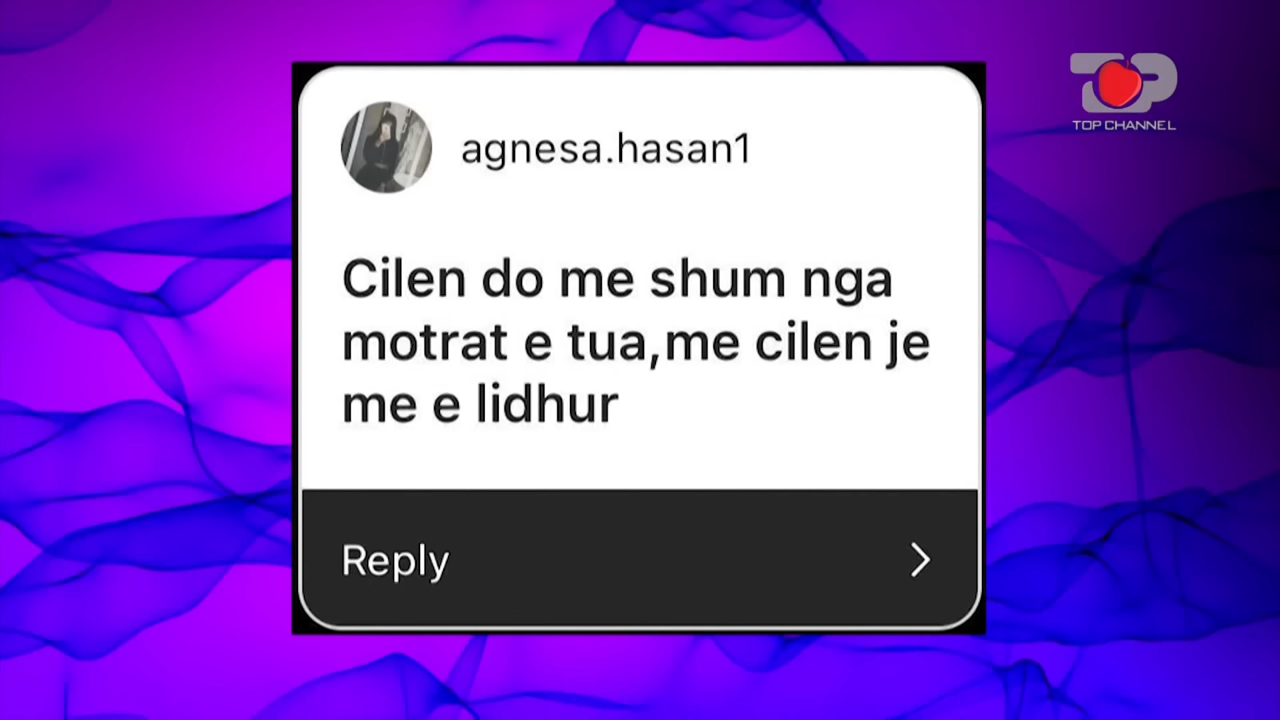 TOP CHANNEL
agnesa.hasan1
Cilen do me shum nga
motrat e tua,me cilen je
me e lidhur
Reply